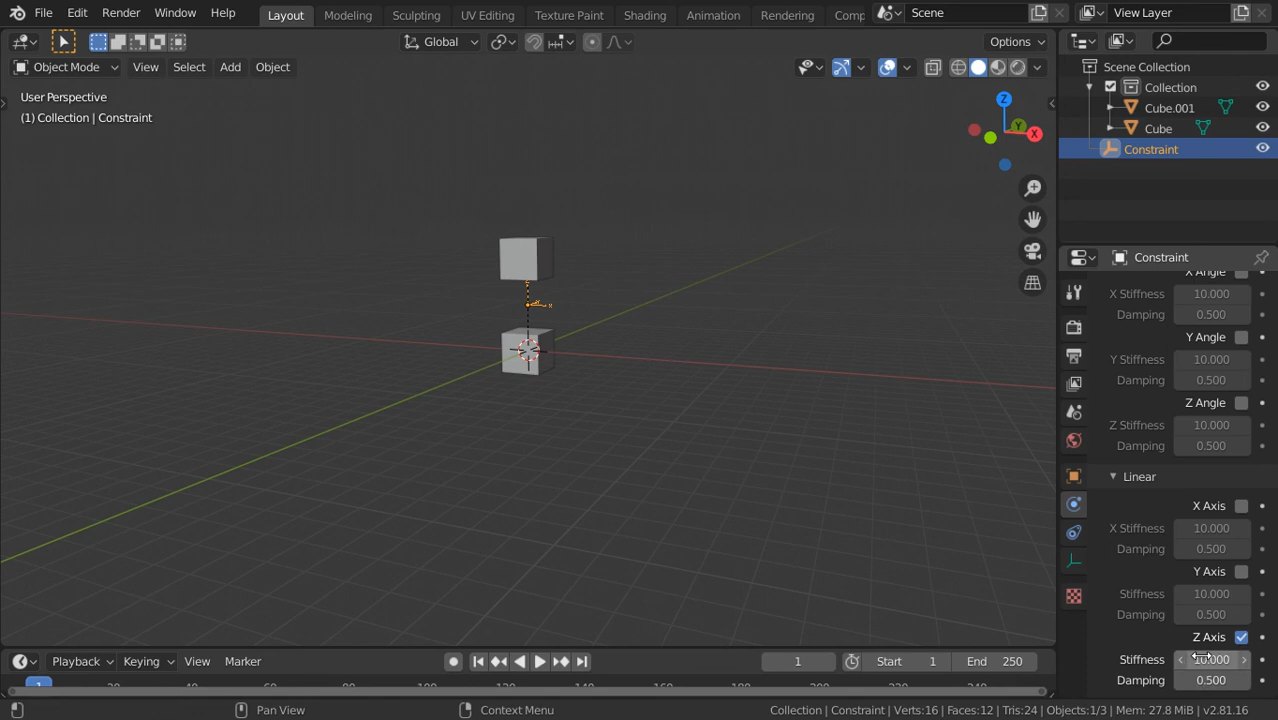 File Edit Render Window Help Layout Modeling Sculpting UV Editing Texture Paint Shading Animation Rendering Comp Scene View Layer
Global Options
Object Mode View Select Add Object
User Perspective
(1) Collection | Constraint
Z
Y
X
Scene Collection
Collection
Cube.001
Cube
Constraint
Constraint
X Angle
X Stiffness 10.000
Damping 0.500
Y Angle
Y Stiffness 10.000
Damping 0.500
Z Angle
Z Stiffness 10.000
Damping 0.500
Linear
X Axis
X Stiffness 10.000
Damping 0.500
Y Axis
Stiffness 10.000
Damping 0.500
Z Axis
Stiffness 10.000
Damping 0.500
Playback Keying View Marker 1 Start 1 End 250
1
Pan View Context Menu Collection | Constraint | Verts:16 | Faces:12 | Tris:24 | Objects:1/3 | Mem: 27.8 MiB | v2.81.16